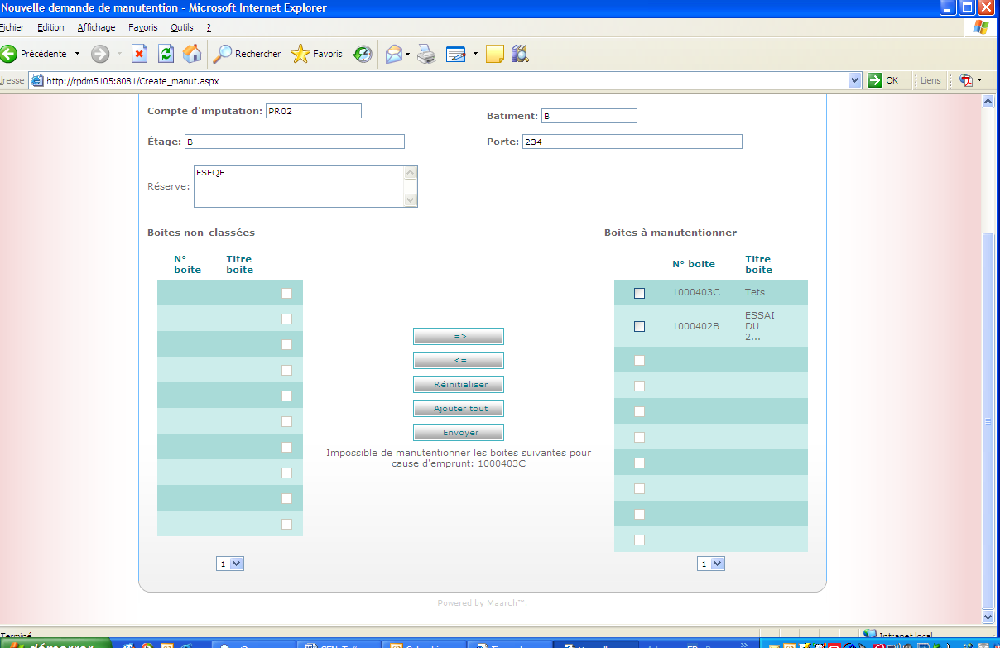 Nouvelle demande de manutention - Microsoft Internet Explorer
Fichier Edition Affichage Favoris Outils ?
Précédente Rechercher Favoris
dresse http://rpdm5105:8081/Create_manut.aspx OK Liens
Compte d'imputation: PR02 Batiment: B
Étage: B Porte: 234
Réserve: FSFQF
Boites non-classées Boites à manutentionner
N° boite Titre boite N° boite Titre boite
1000403C Tets
1000402B ESSAI DU 2...
=>
<=
Réinitialiser
Ajouter tout
Envoyer
Impossible de manutentionner les boites suivantes pour
cause d'emprunt: 1000403C
1 1
Powered by Maarch™.
Terminé Intranet local
démarrer